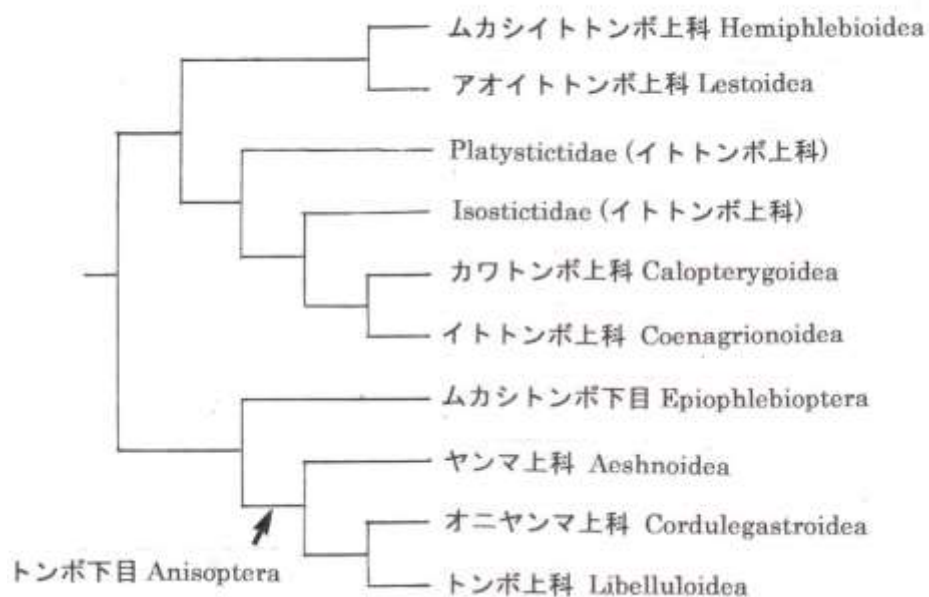 ムカシイトトンボ上科 Hemiphlebioidea
アオイトトンボ上科 Lestoidea
Platystictidae (イトトンボ上科)
Isostictidae (イトトンボ上科)
カワトンボ上科 Calopterygoidea
イトトンボ上科 Coenagrionoidea
ムカシトンボ下目 Epiophlebioptera
ヤンマ上科 Aeshnoidea
オニヤンマ上科 Cordulegastroidea
トンボ下目 Anisoptera
トンボ上科 Libelluloidea